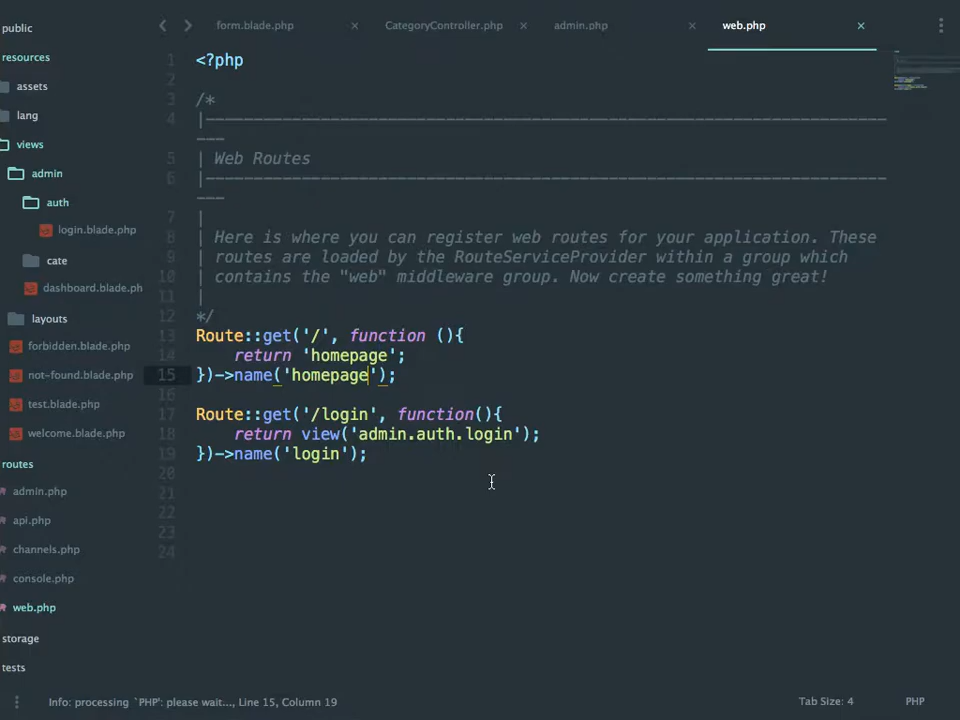 form.blade.php × CategoryController.php × admin.php × web.php ×
public
resources
assets
lang
views
admin
auth
login.blade.php
cate
dashboard.blade.ph
layouts
forbidden.blade.php
not-found.blade.php
test.blade.php
welcome.blade.php
routes
admin.php
api.php
channels.php
console.php
web.php
storage
tests
1 <?php
2
3 /*
4 |--------------------------------------------------------------------------
5 | Web Routes
6 |--------------------------------------------------------------------------
7 |
8 | Here is where you can register web routes for your application. These
9 | routes are loaded by the RouteServiceProvider within a group which
10 | contains the "web" middleware group. Now create something great!
11 |
12 */
13 Route::get('/', function (){
14     return 'homepage';
15 })->name('homepage');
16
17 Route::get('/login', function(){
18     return view('admin.auth.login');
19 })->name('login');
20
21
22
23
24
Info: processing `PHP': please wait..., Line 15, Column 19
Tab Size: 4
PHP